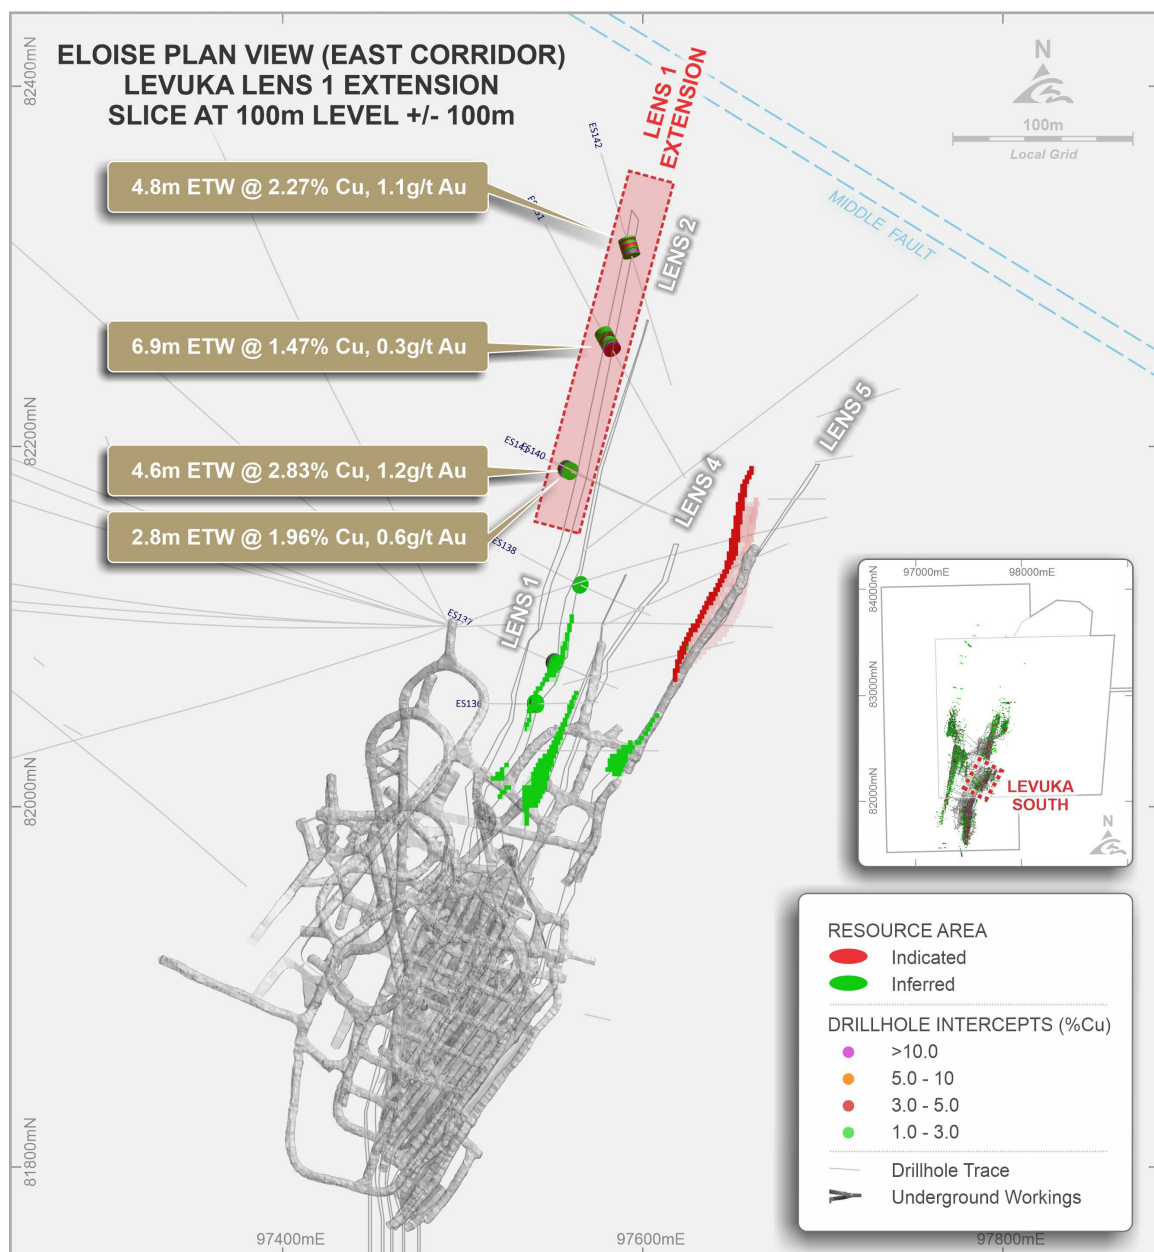 ELOISE PLAN VIEW (EAST CORRIDOR)
LEVUKA LENS 1 EXTENSION
SLICE AT 100m LEVEL +/- 100m
N
100m
Local Grid
82400mN
82200mN
82000mN
81800mN
97400mE
97600mE
97800mE
LENS 1
EXTENSION
MIDDLE FAULT
ES142
4.8m ETW @ 2.27% Cu, 1.1g/t Au
6.9m ETW @ 1.47% Cu, 0.3g/t Au
4.6m ETW @ 2.83% Cu, 1.2g/t Au
2.8m ETW @ 1.96% Cu, 0.6g/t Au
LENS 2
LENS 5
LENS 4
LENS 1
ES140
ES138
ES137
ES136
97000mE
98000mE
84000mN
83000mN
82000mN
LEVUKA
SOUTH
N
RESOURCE AREA
Indicated
Inferred
DRILLHOLE INTERCEPTS (%Cu)
>10.0
5.0 - 10
3.0 - 5.0
1.0 - 3.0
Drillhole Trace
Underground Workings